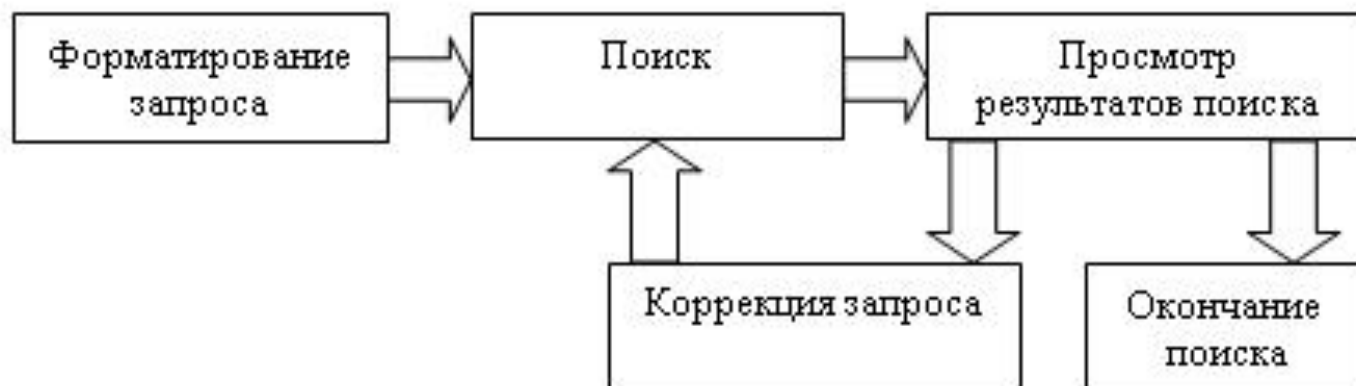 Форматирование
запроса
Поиск
Просмотр
результатов поиска
Коррекция запроса
Окончание
поиска